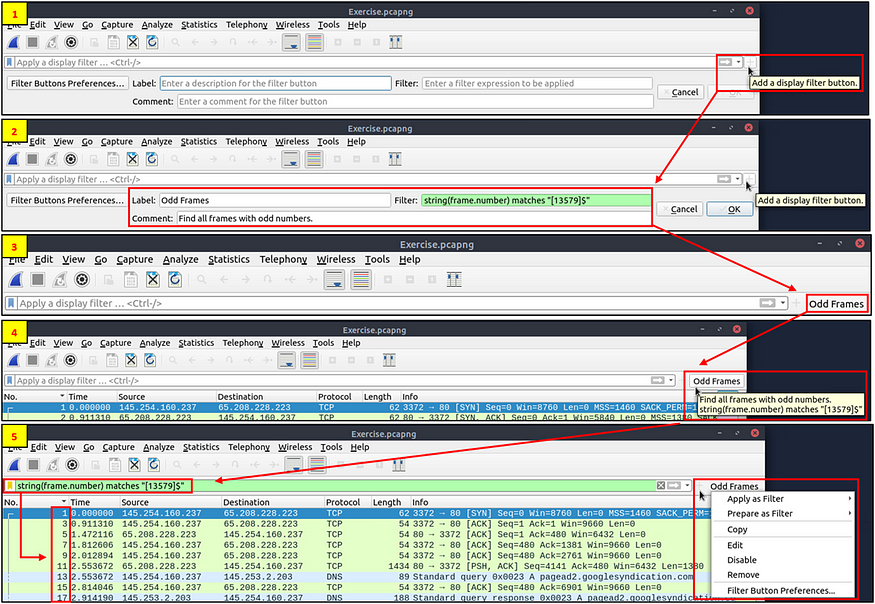 1
Exercise.pcapng
File Edit View Go Capture Analyze Statistics Telephony Wireless Tools Help
Apply a display filter ... <Ctrl-/>
Add a display filter button.
Filter Buttons Preferences... Label: Enter a description for the filter button Filter: Enter a filter expression to be applied
Cancel OK
Comment: Enter a comment for the filter button
2
Exercise.pcapng
File Edit View Go Capture Analyze Statistics Telephony Wireless Tools Help
Apply a display filter ... <Ctrl-/>
Add a display filter button.
Filter Buttons Preferences... Label: Odd Frames Filter: string(frame.number) matches "[13579]$"
Cancel OK
Comment: Find all frames with odd numbers.
3
Exercise.pcapng
File Edit View Go Capture Analyze Statistics Telephony Wireless Tools Help
Apply a display filter ... <Ctrl-/> Odd Frames
4
Exercise.pcapng
File Edit View Go Capture Analyze Statistics Telephony Wireless Tools Help
Apply a display filter ... <Ctrl-/> Odd Frames
No. Time Source Destination Protocol Length Info
Find all frames with odd numbers.
string(frame.number) matches "[13579]$"
1 0.000000 145.254.160.237 65.208.228.223 TCP 62 3372 → 80 [SYN] Seq=0 Win=8760 Len=0 MSS=1460 SACK_PERM=1
2 0.911310 65.208.228.223 145.254.160.237 TCP 62 80 → 3372 [SYN, ACK] Seq=0 Ack=1 Win=5840 Len=0 MSS=1380
5
Exercise.pcapng
File Edit View Go Capture Analyze Statistics Telephony Wireless Tools Help
string(frame.number) matches "[13579]$" Odd Frames
No. Time Source Destination Protocol Length Info
1 0.000000 145.254.160.237 65.208.228.223 TCP 62 3372 → 80 [SYN] Seq=0 Win=8760 Len=0 MSS=1460 SACK_PERM=1
3 0.911310 145.254.160.237 65.208.228.223 TCP 54 3372 → 80 [ACK] Seq=1 Ack=1 Win=9660 Len=0
5 1.472116 65.208.228.223 145.254.160.237 TCP 54 80 → 3372 [ACK] Seq=1 Ack=480 Win=6432 Len=0
7 1.812606 145.254.160.237 65.208.228.223 TCP 54 3372 → 80 [ACK] Seq=480 Ack=1381 Win=9660 Len=0
9 2.012894 145.254.160.237 65.208.228.223 TCP 54 3372 → 80 [ACK] Seq=480 Ack=2761 Win=9660 Len=0
11 2.553672 65.208.228.223 145.254.160.237 TCP 1434 80 → 3372 [PSH, ACK] Seq=4141 Ack=480 Win=6432 Len=1380
13 2.553672 145.254.160.237 145.253.2.203 DNS 89 Standard query 0x0023 A pagead2.googlesyndication.com
15 2.814046 145.254.160.237 65.208.228.223 TCP 54 3372 → 80 [ACK] Seq=480 Ack=6901 Win=9660 Len=0
17 2.914190 145.253.2.203 145.254.160.237 DNS 188 Standard query response 0x0023 A pagead2.googlesyndication
Apply as Filter
Prepare as Filter
Copy
Edit
Disable
Remove
Filter Button Preferences...